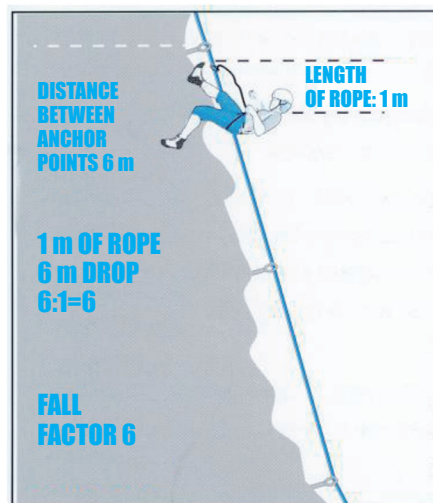 LENGTH
OF ROPE: 1 m
DISTANCE
BETWEEN
ANCHOR
POINTS 6 m
1 m OF ROPE
6 m DROP
6:1=6
FALL
FACTOR 6